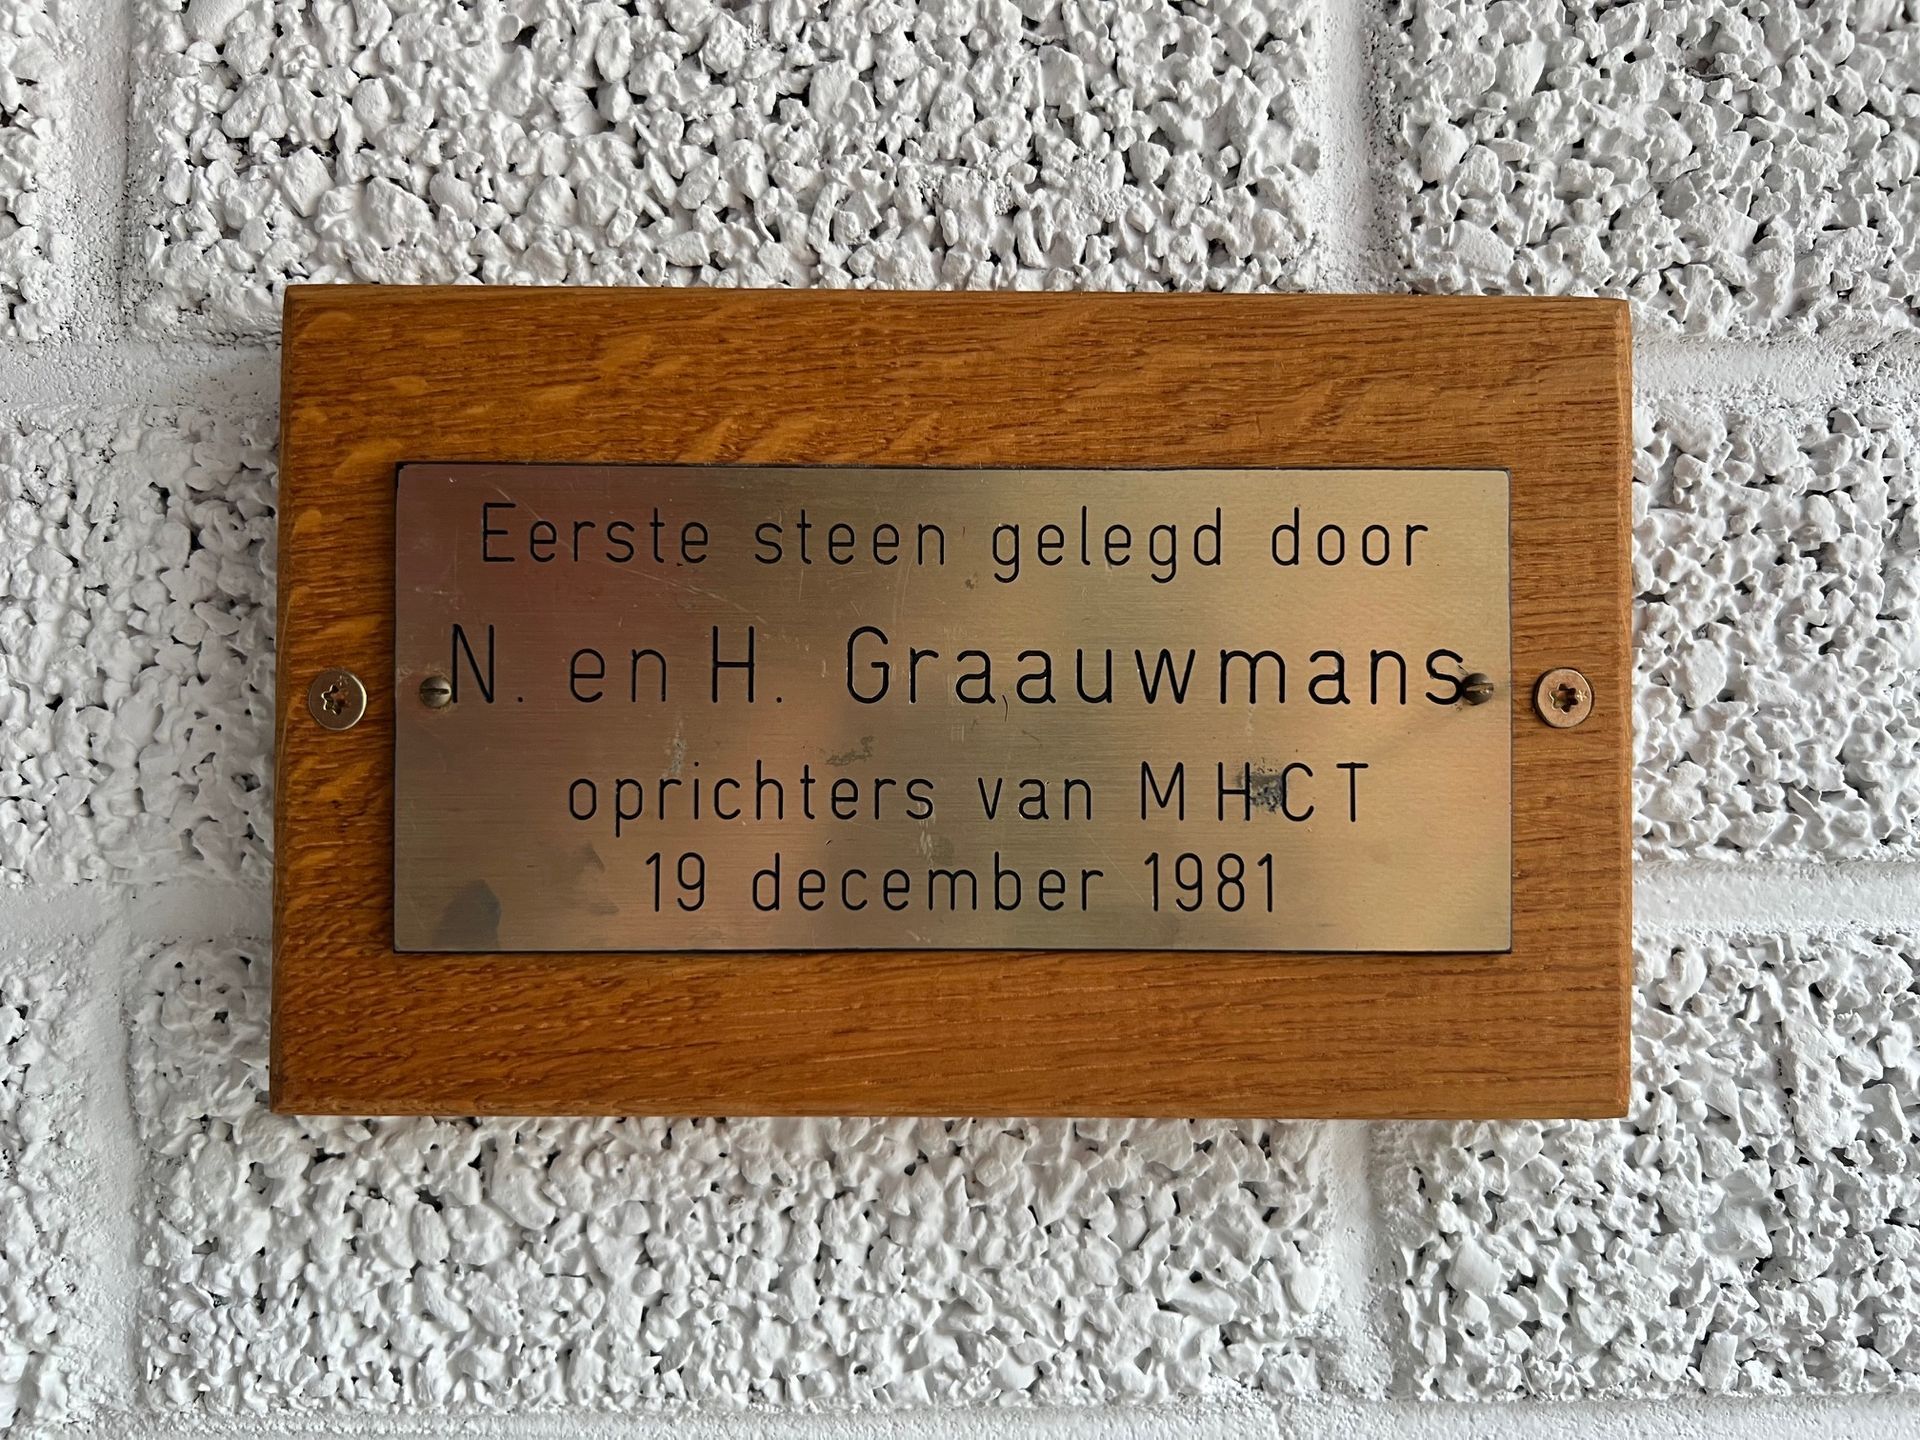 Eerste steen gelegd door
N. en H. Graauwmans
oprichters van MHCT
19 december 1981